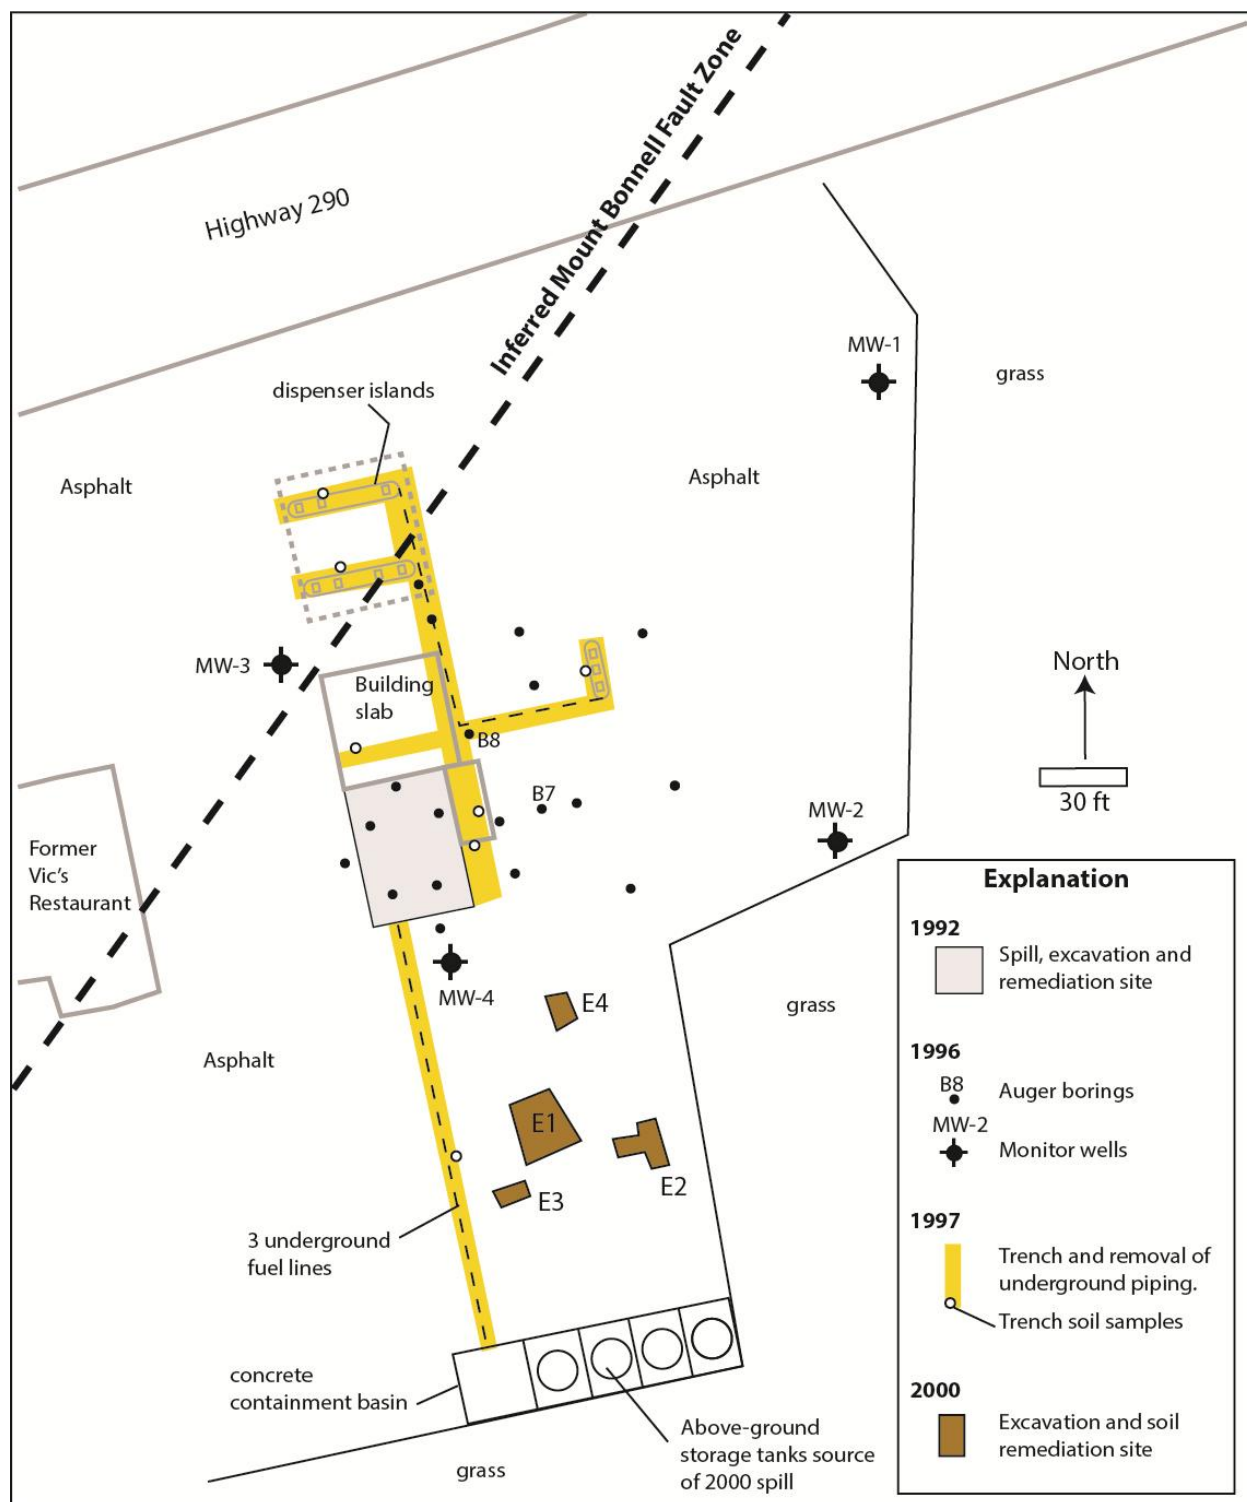 Inferred Mount Bonnell Fault Zone
Highway 290
MW-1
grass
dispenser islands
Asphalt
Asphalt
North
30 ft
MW-3
Building
slab
B8
B7
MW-2
Former
Vic's
Restaurant
MW-4
E4
grass
Asphalt
E1
E2
E3
3 underground
fuel lines
concrete
containment basin
Above-ground
storage tanks source
of 2000 spill
grass
Explanation
1992
Spill, excavation and
remediation site
1996
B8
Auger borings
MW-2
Monitor wells
1997
Trench and removal of
underground piping.
Trench soil samples
2000
Excavation and soil
remediation site